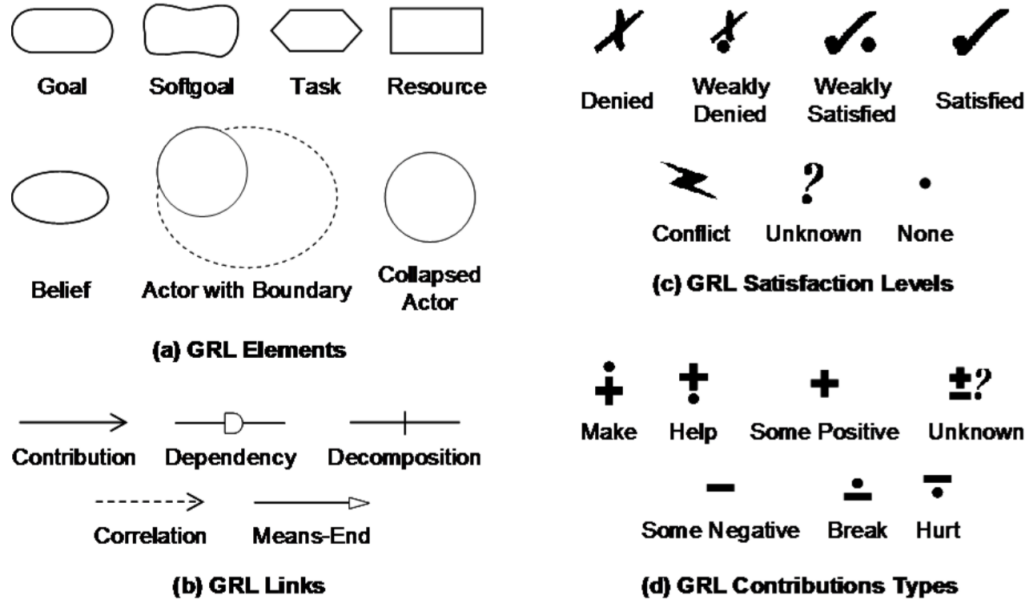 Goal Softgoal Task Resource
Belief Actor with Boundary Collapsed
Actor
(a) GRL Elements
Contribution Dependency Decomposition
Correlation Means-End
(b) GRL Links
Denied Weakly
Denied Weakly
Satisfied Satisfied
?
Conflict Unknown None
(c) GRL Satisfaction Levels
+ + + ±?
Make Help Some Positive Unknown
Some Negative Break Hurt
(d) GRL Contributions Types